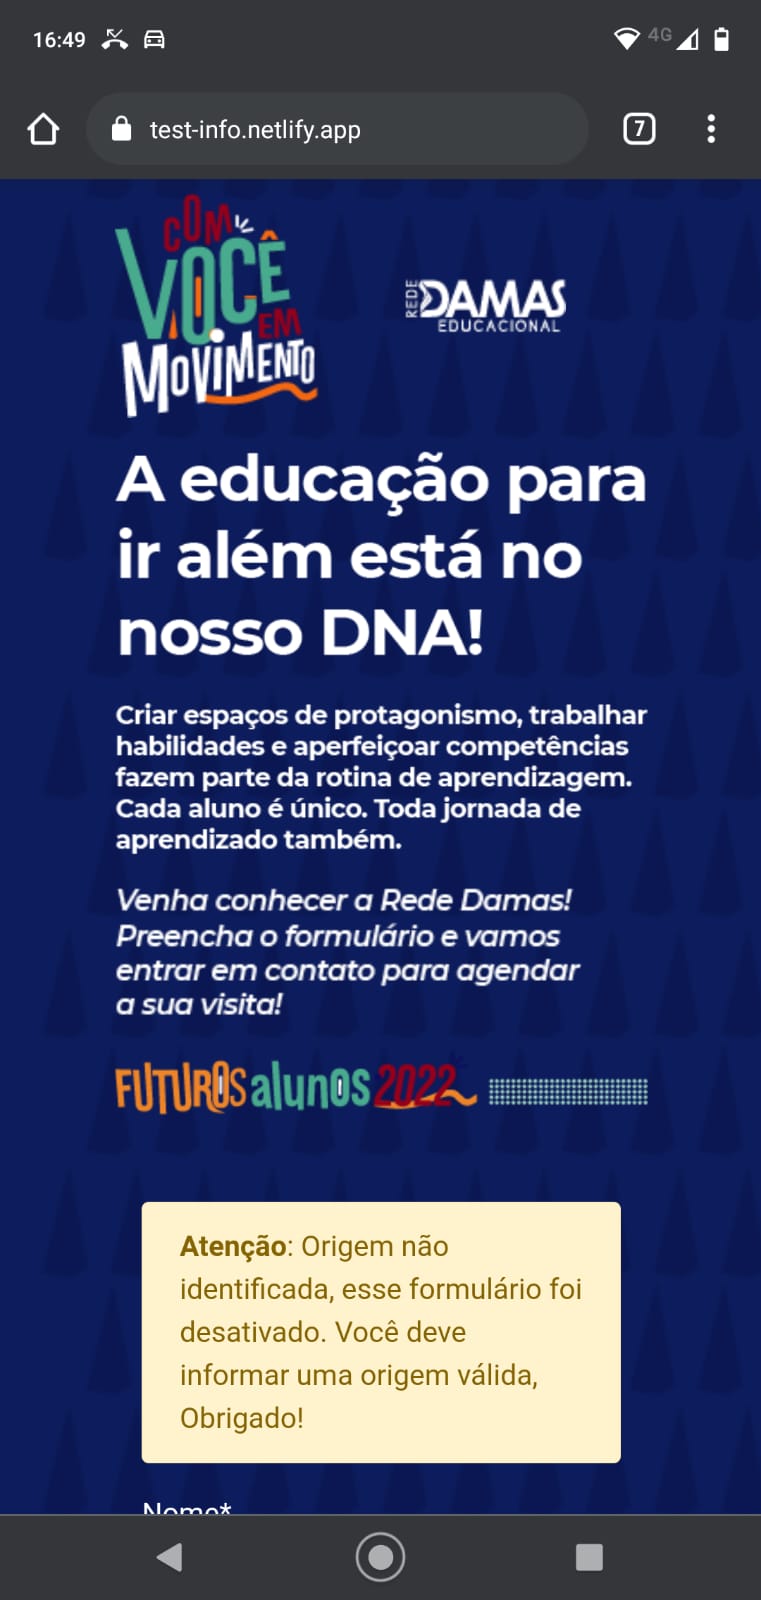 16:49
4G
test-info.netlify.app
7
COM
VOCÊ
EM
MOVIMENTO
REDE
DAMAS
EDUCACIONAL
A educação para
ir além está no
nosso DNA!
Criar espaços de protagonismo, trabalhar
habilidades e aperfeiçoar competências
fazem parte da rotina de aprendizagem.
Cada aluno é único. Toda jornada de
aprendizado também.
Venha conhecer a Rede Damas!
Preencha o formulário e vamos
entrar em contato para agendar
a sua visita!
FUTUROS alunos 2022
Atenção: Origem não
identificada, esse formulário foi
desativado. Você deve
informar uma origem válida,
Obrigado!
Nome*